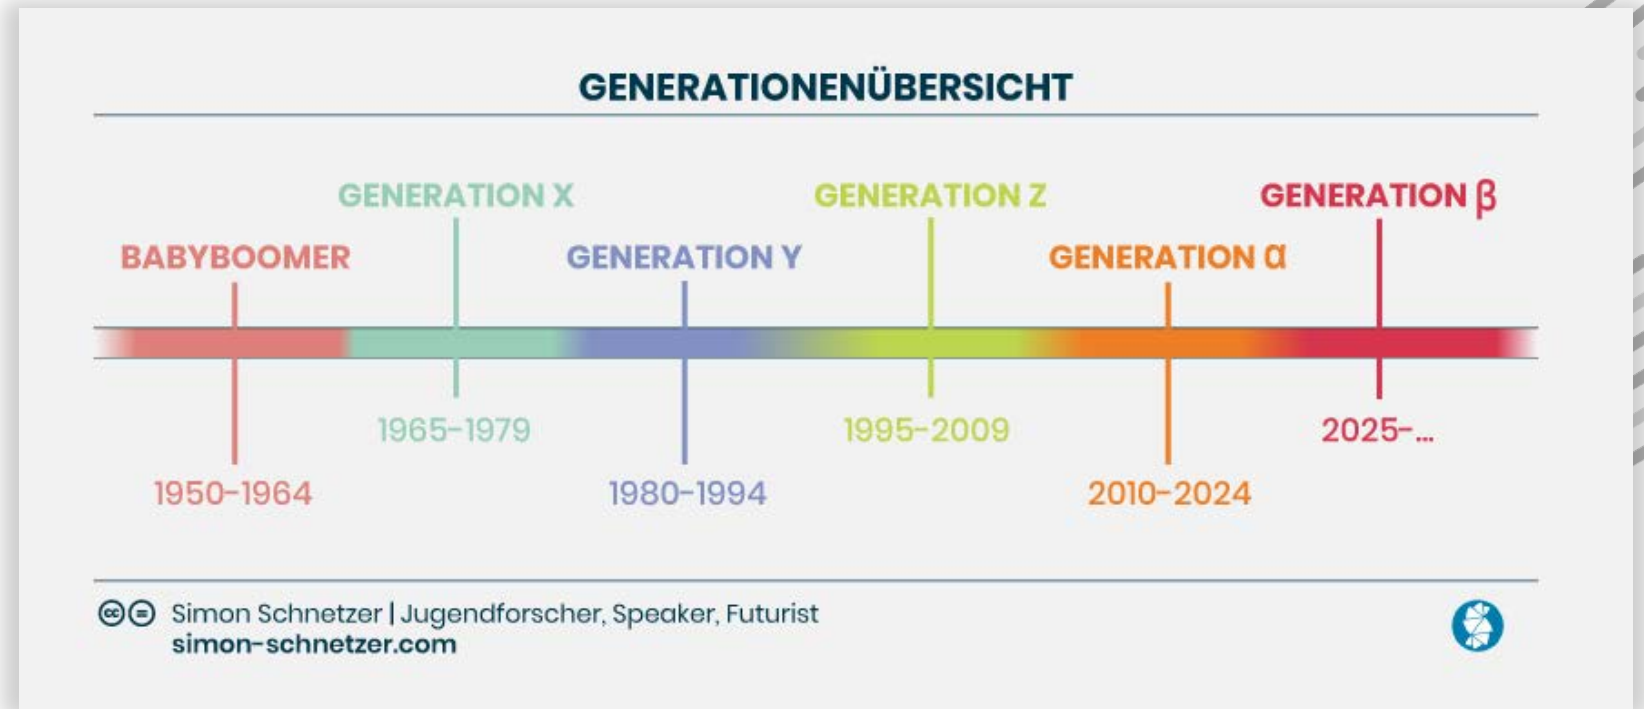 GENERATIONENÜBERSICHT
GENERATION X
GENERATION Z
GENERATION β
BABYBOOMER
GENERATION Y
GENERATION α
1965–1979
1995–2009
2025–...
1950–1964
1980–1994
2010–2024
cc = Simon Schnetzer | Jugendforscher, Speaker, Futurist
simon-schnetzer.com